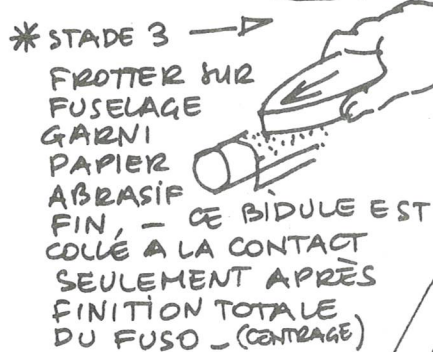 * STADE 3
FROTTER SUR
FUSELAGE
GARNI
PAPIER
ABRASIF
FIN, - CE BIDULE EST
COLLÉ A LA CONTACT
SEULEMENT APRÈS
FINITION TOTALE
DU FUSO - (CENTRAGE)